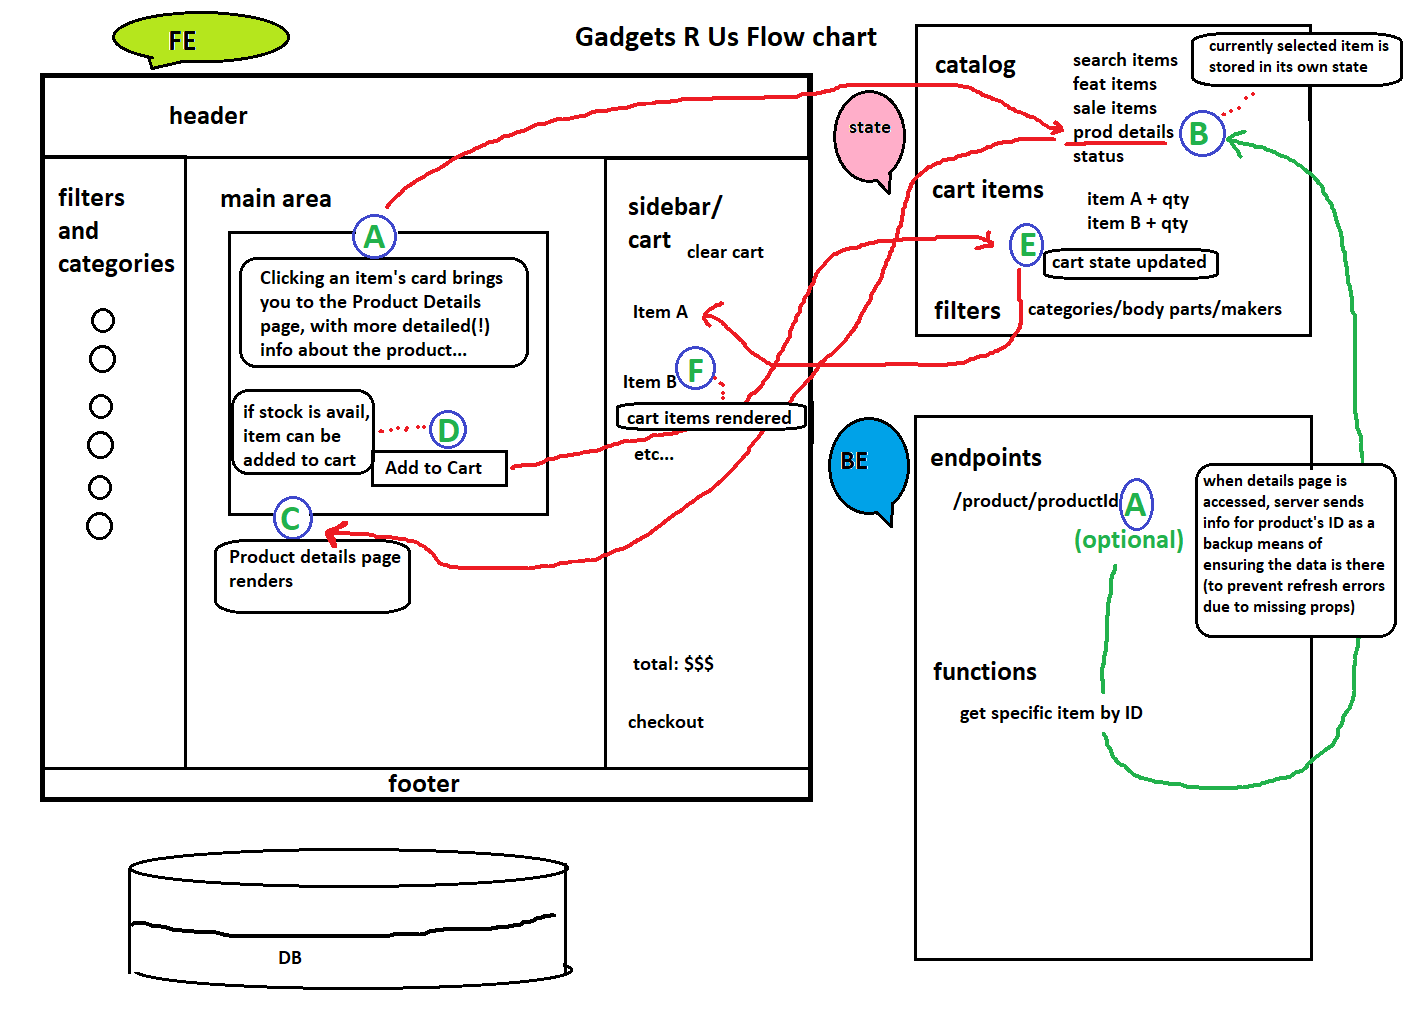 FE
Gadgets R Us Flow chart
header
filters
and
categories
main area
A
Clicking an item's card brings
you to the Product Details
page, with more detailed(!)
info about the product...
if stock is avail,
item can be
added to cart
D
Add to Cart
C
Product details page
renders
sidebar/
cart
clear cart
Item A
Item B
F
cart items rendered
etc...
total: $$$
checkout
footer
DB
state
catalog
search items
feat items
sale items
prod details
status
B
currently selected item is
stored in its own state
cart items
item A + qty
item B + qty
E
cart state updated
filters
categories/body parts/makers
BE
endpoints
/product/productId
A
(optional)
when details page is
accessed, server sends
info for product's ID as a
backup means of
ensuring the data is there
(to prevent refresh errors
due to missing props)
functions
get specific item by ID